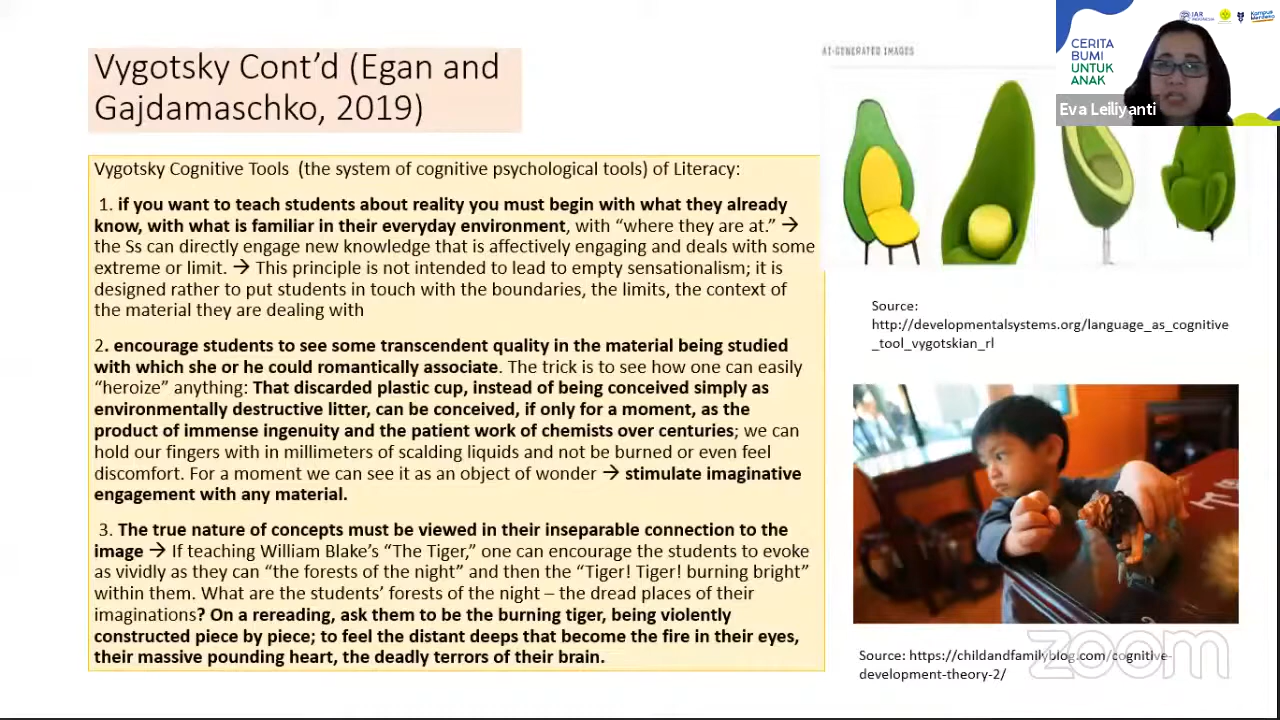 Vygotsky Cont’d (Egan and
Gajdamaschko, 2019)
Vygotsky Cognitive Tools  (the system of cognitive psychological tools) of Literacy:
1. if you want to teach students about reality you must begin with what they already
know, with what is familiar in their everyday environment, with “where they are at.” →
the Ss can directly engage new knowledge that is affectively engaging and deals with some
extreme or limit. → This principle is not intended to lead to empty sensationalism; it is
designed rather to put students in touch with the boundaries, the limits, the context of
the material they are dealing with
2. encourage students to see some transcendent quality in the material being studied
with which she or he could romantically associate. The trick is to see how one can easily
“heroize” anything: That discarded plastic cup, instead of being conceived simply as
environmentally destructive litter, can be conceived, if only for a moment, as the
product of immense ingenuity and the patient work of chemists over centuries; we can
hold our fingers with in millimeters of scalding liquids and not be burned or even feel
discomfort. For a moment we can see it as an object of wonder → stimulate imaginative
engagement with any material.
3. The true nature of concepts must be viewed in their inseparable connection to the
image → If teaching William Blake’s “The Tiger,” one can encourage the students to evoke
as vividly as they can “the forests of the night” and then the “Tiger! Tiger! burning bright”
within them. What are the students’ forests of the night – the dread places of their
imaginations? On a rereading, ask them to be the burning tiger, being violently
constructed piece by piece; to feel the distant deeps that become the fire in their eyes,
their massive pounding heart, the deadly terrors of their brain.
AI-GENERATED IMAGES
Source:
http://developmentalsystems.org/language_as_cognitive
_tool_vygotskian_rl
Source: https://childandfamilyblog.com/cognitive-
development-theory-2/
zoom
CERITA
BUMI
UNTUK
ANAK
Eva Leiliyanti